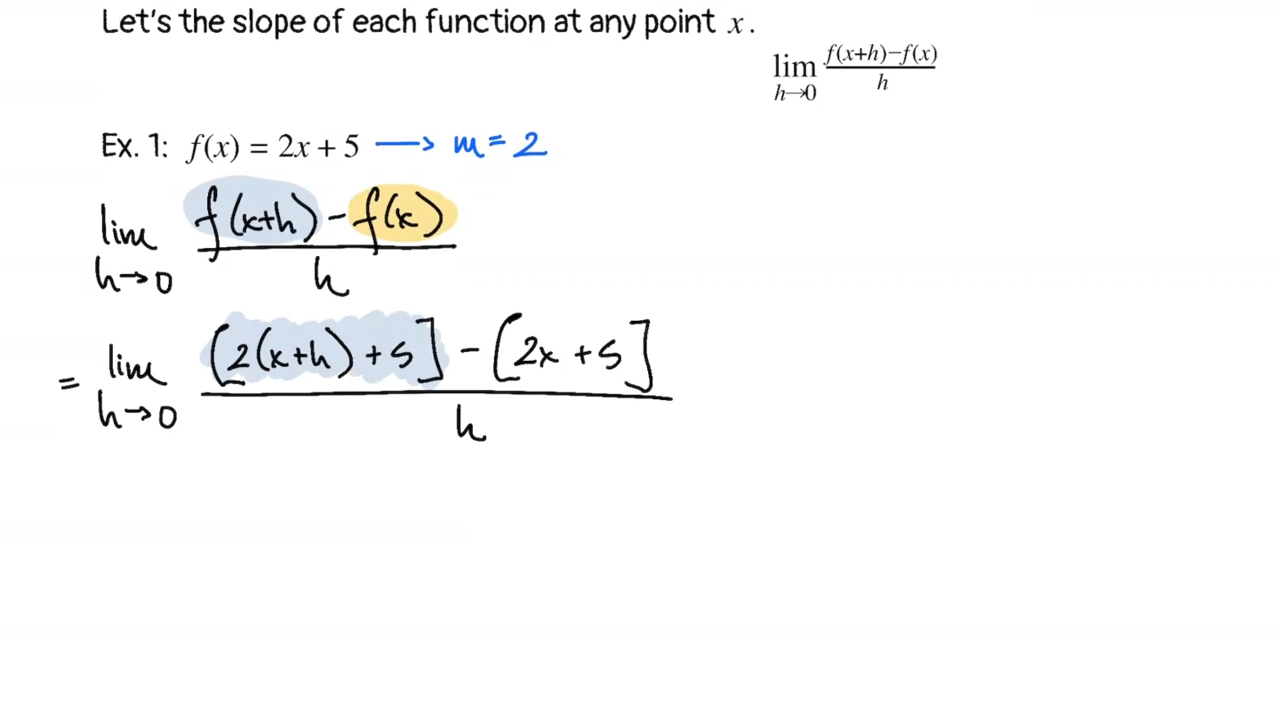 Let's the slope of each function at any point x.
lim h→0 f(x+h)−f(x) / h
Ex. 1: f(x) = 2x + 5 → m = 2
lim h→0 f(x+h) − f(x) / h
= lim h→0 [2(x+h) + 5] − [2x + 5] / h